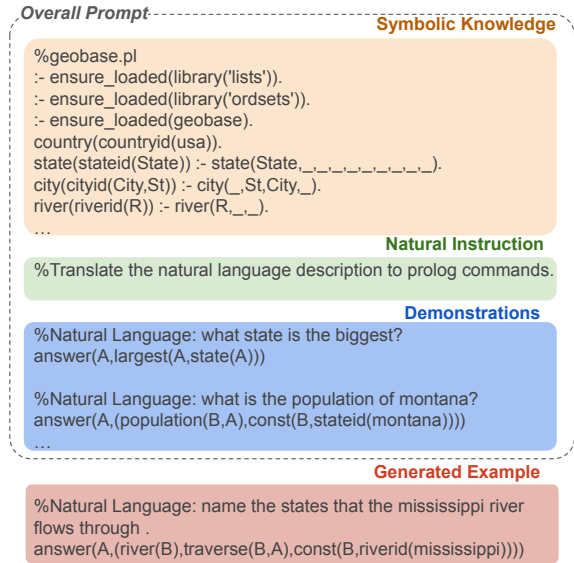 Overall Prompt
Symbolic Knowledge
%geobase.pl
:- ensure_loaded(library('lists')).
:- ensure_loaded(library('ordsets')).
:- ensure_loaded(geobase).
country(countryid(usa)).
state(stateid(State)) :- state(State,_,_,_,_,_,_,_,_,_).
city(cityid(City,St)) :- city(_,St,City,_).
river(riverid(R)) :- river(R,_,_).
…
Natural Instruction
%Translate the natural language description to prolog commands.
Demonstrations
%Natural Language: what state is the biggest?
answer(A,largest(A,state(A)))
%Natural Language: what is the population of montana?
answer(A,(population(B,A),const(B,stateid(montana))))
…
Generated Example
%Natural Language: name the states that the mississippi river
flows through .
answer(A,(river(B),traverse(B,A),const(B,riverid(mississippi))))